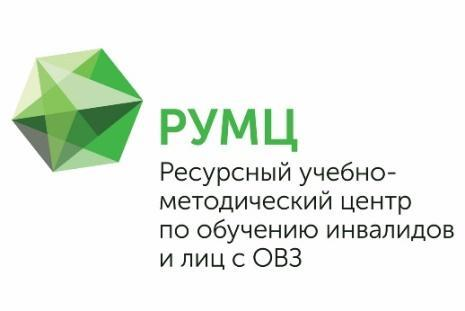 РУМЦ
Ресурсный учебно-
методический центр
по обучению инвалидов
и лиц с ОВЗ